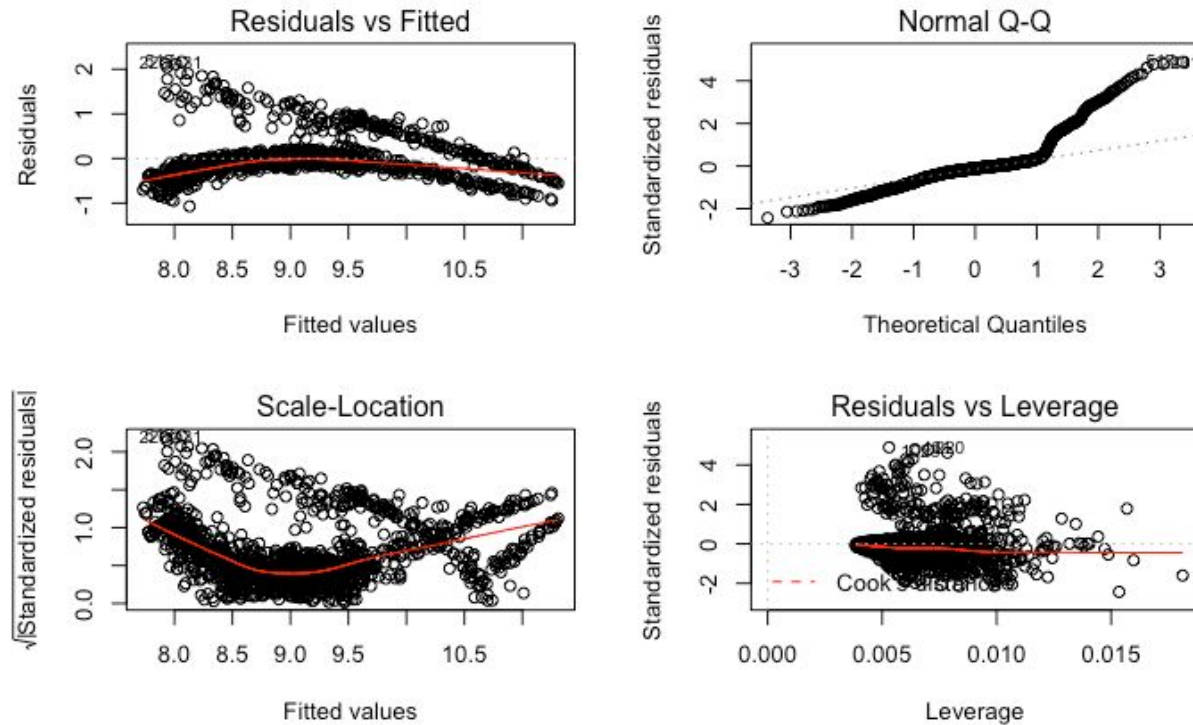 Residuals vs Fitted
Residuals
2
1
0
-1
8.0 8.5 9.0 9.5 10.5
Fitted values
Normal Q-Q
Standardized residuals
4
2
0
-2
-3 -2 -1 0 1 2 3
Theoretical Quantiles
Scale-Location
√|Standardized residuals|
2.0
1.0
0.0
8.0 8.5 9.0 9.5 10.5
Fitted values
Residuals vs Leverage
Standardized residuals
4
2
0
-2
Cook's distance
0.000 0.005 0.010 0.015
Leverage